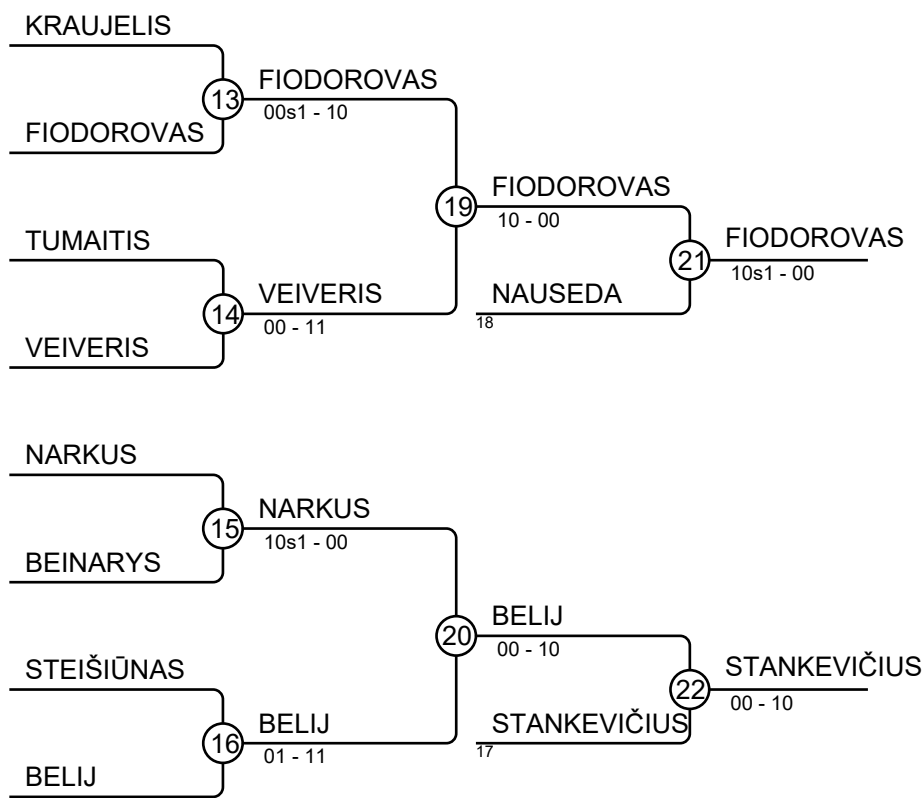 KRAUJELIS
13
FIODOROVAS
00s1 - 10
FIODOROVAS
19
FIODOROVAS
10 - 00
TUMAITIS
14
VEIVERIS
00 - 11
VEIVERIS
21
FIODOROVAS
10s1 - 00
NAUSEDA
18
NARKUS
15
NARKUS
10s1 - 00
BEINARYS
20
BELIJ
00 - 10
STEIŠIŪNAS
16
BELIJ
01 - 11
BELIJ
22
STANKEVIČIUS
00 - 10
STANKEVIČIUS
17